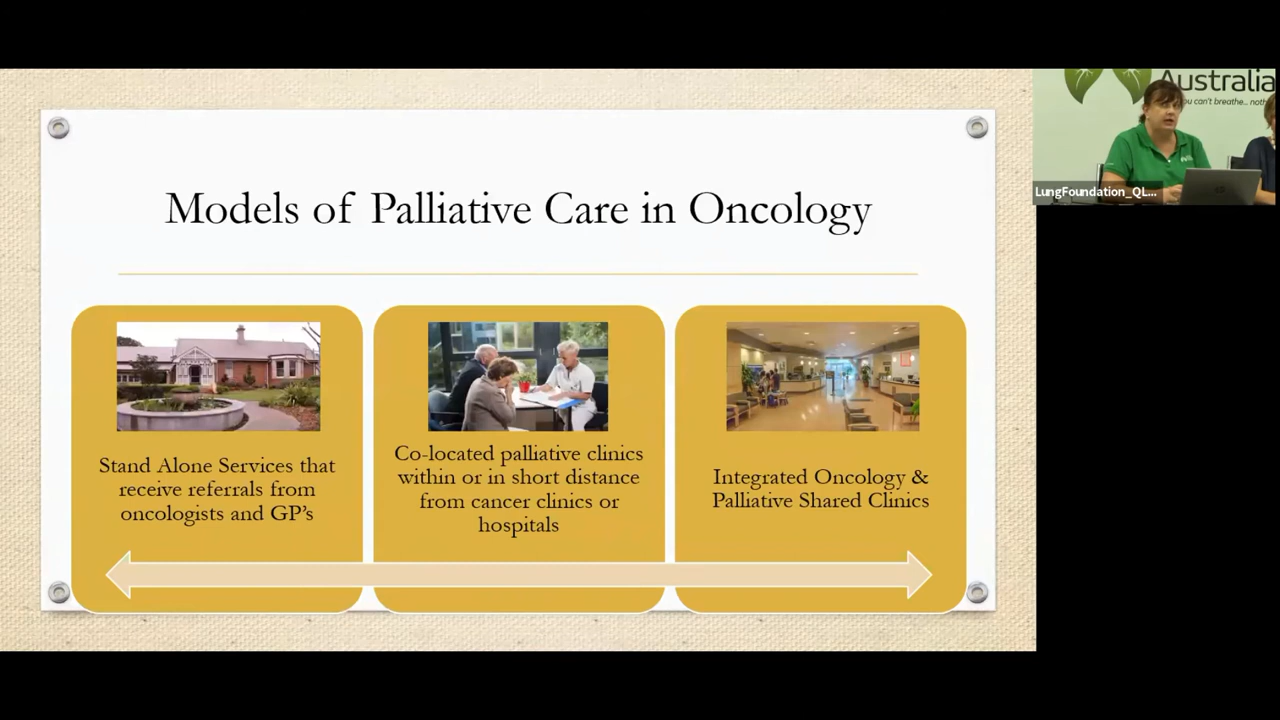 Models of Palliative Care in Oncology
Stand Alone Services that
receive referrals from
oncologists and GP's
Co-located palliative clinics
within or in short distance
from cancer clinics or
hospitals
Integrated Oncology &
Palliative Shared Clinics
Australia
you can't breathe... noth
LungFoundation_QL...